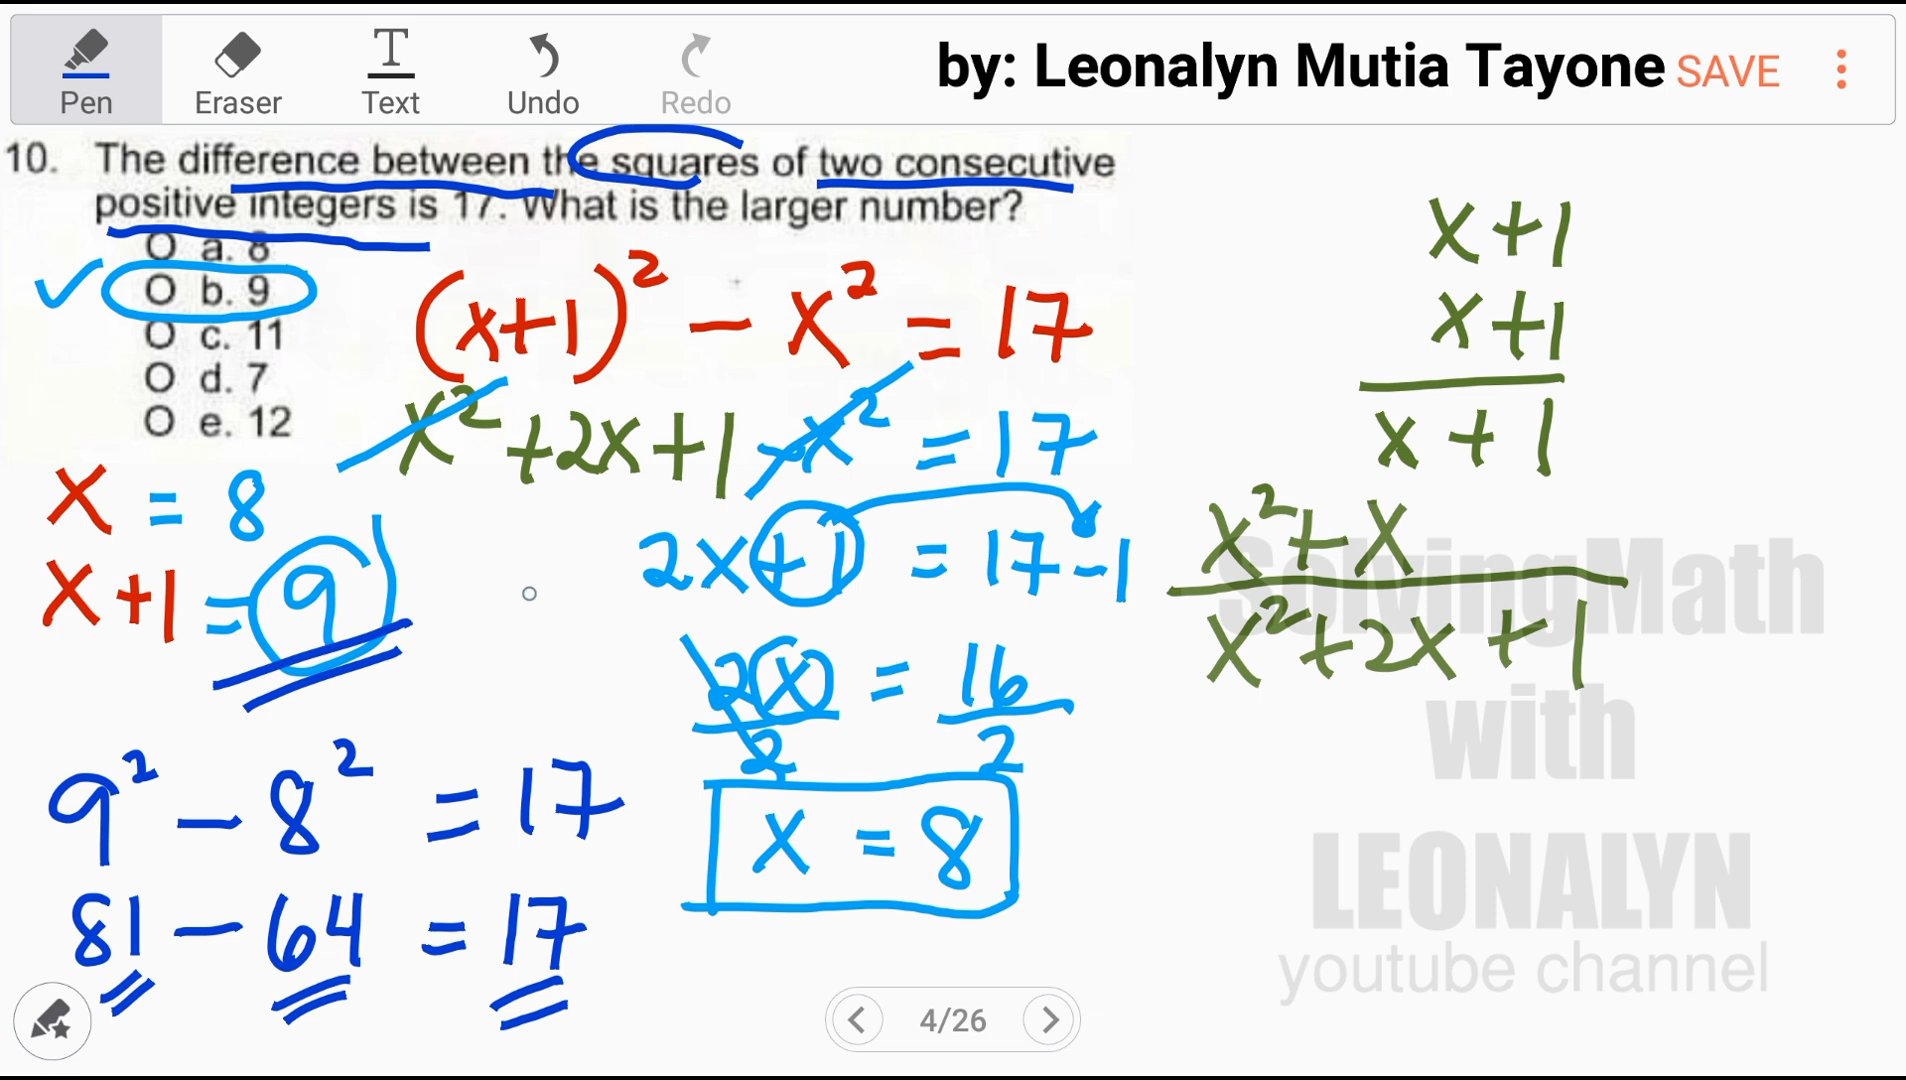 Pen Eraser Text Undo Redo by: Leonalyn Mutia Tayone SAVE
10. The difference between the squares of two consecutive
positive integers is 17. What is the larger number?
O a. 8
O b. 9
O c. 11
O d. 7
O e. 12
(x+1)² - x² = 17
x²+2x+1-x² = 17
2x+1 = 17-1
2x = 16
2 2
x = 8
x = 8
x+1 = 9
9² - 8² = 17
81 - 64 = 17
x+1
x+1
x+1
x²+x
x²+2x+1
SolvingMath
with
LEONALYN
youtube channel
4/26